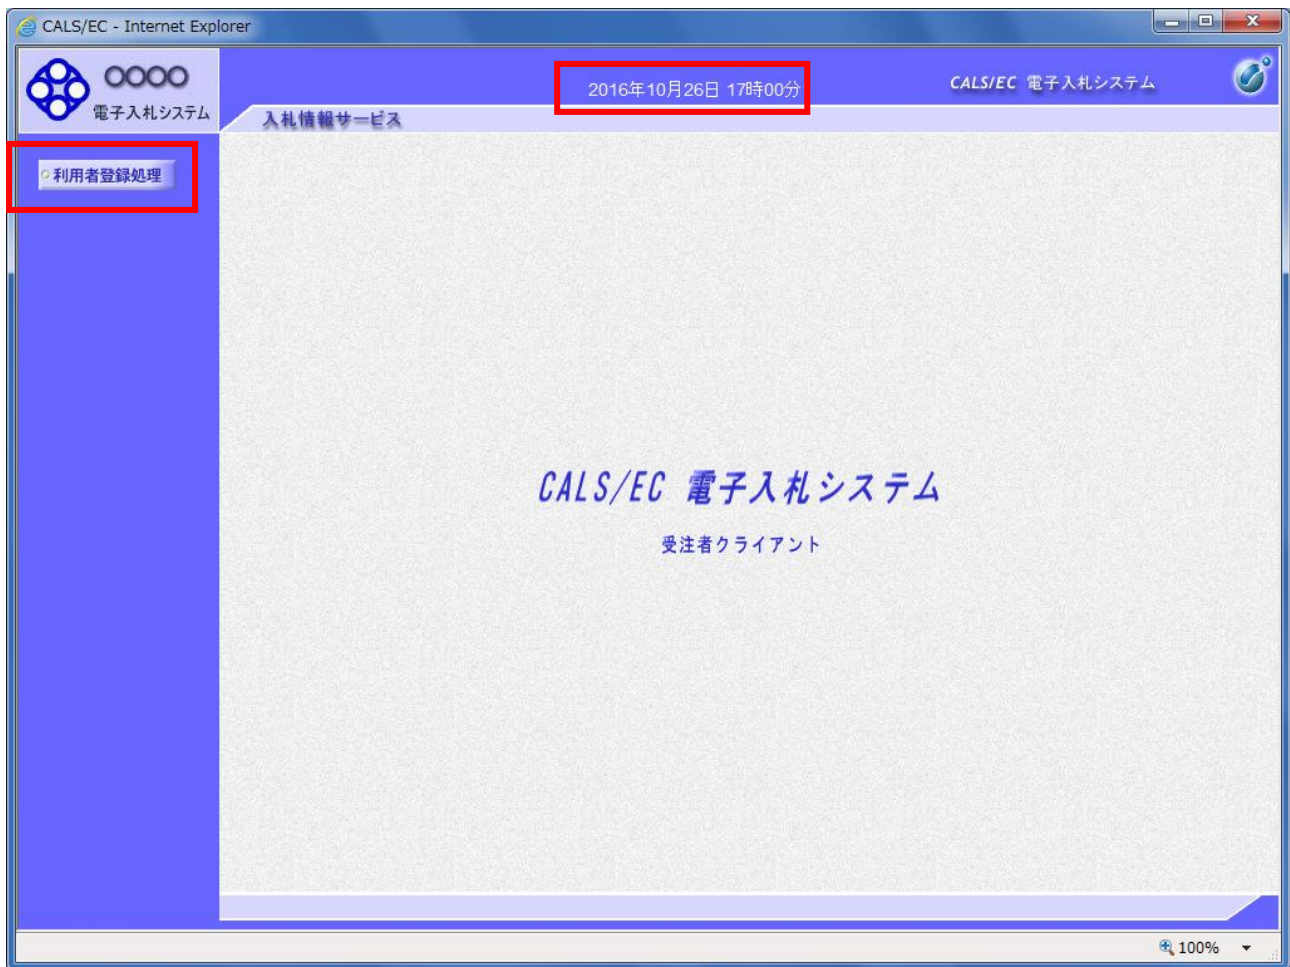 CALS/EC - Internet Explorer
〇〇〇〇
電子入札システム
2016年10月26日 17時00分
CALS/EC 電子入札システム
入札情報サービス
利用者登録処理
CALS/EC 電子入札システム
受注者クライアント
100%